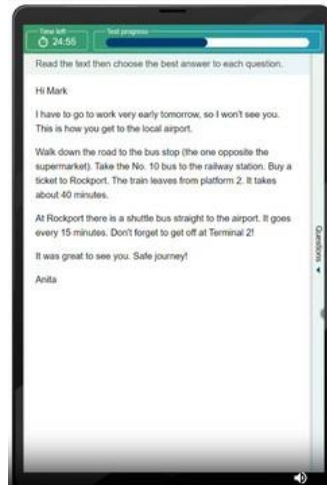 Time left
24:55
Test progress
Read the text then choose the best answer to each question.
Hi Mark
I have to go to work very early tomorrow, so I won't see you.
This is how you get to the local airport.
Walk down the road to the bus stop (the one opposite the
supermarket). Take the No. 10 bus to the railway station. Buy a
ticket to Rockport. The train leaves from platform 2. It takes
about 40 minutes.
At Rockport there is a shuttle bus straight to the airport. It goes
every 15 minutes. Don't forget to get off at Terminal 2!
It was great to see you. Safe journey!
Anita
Questions